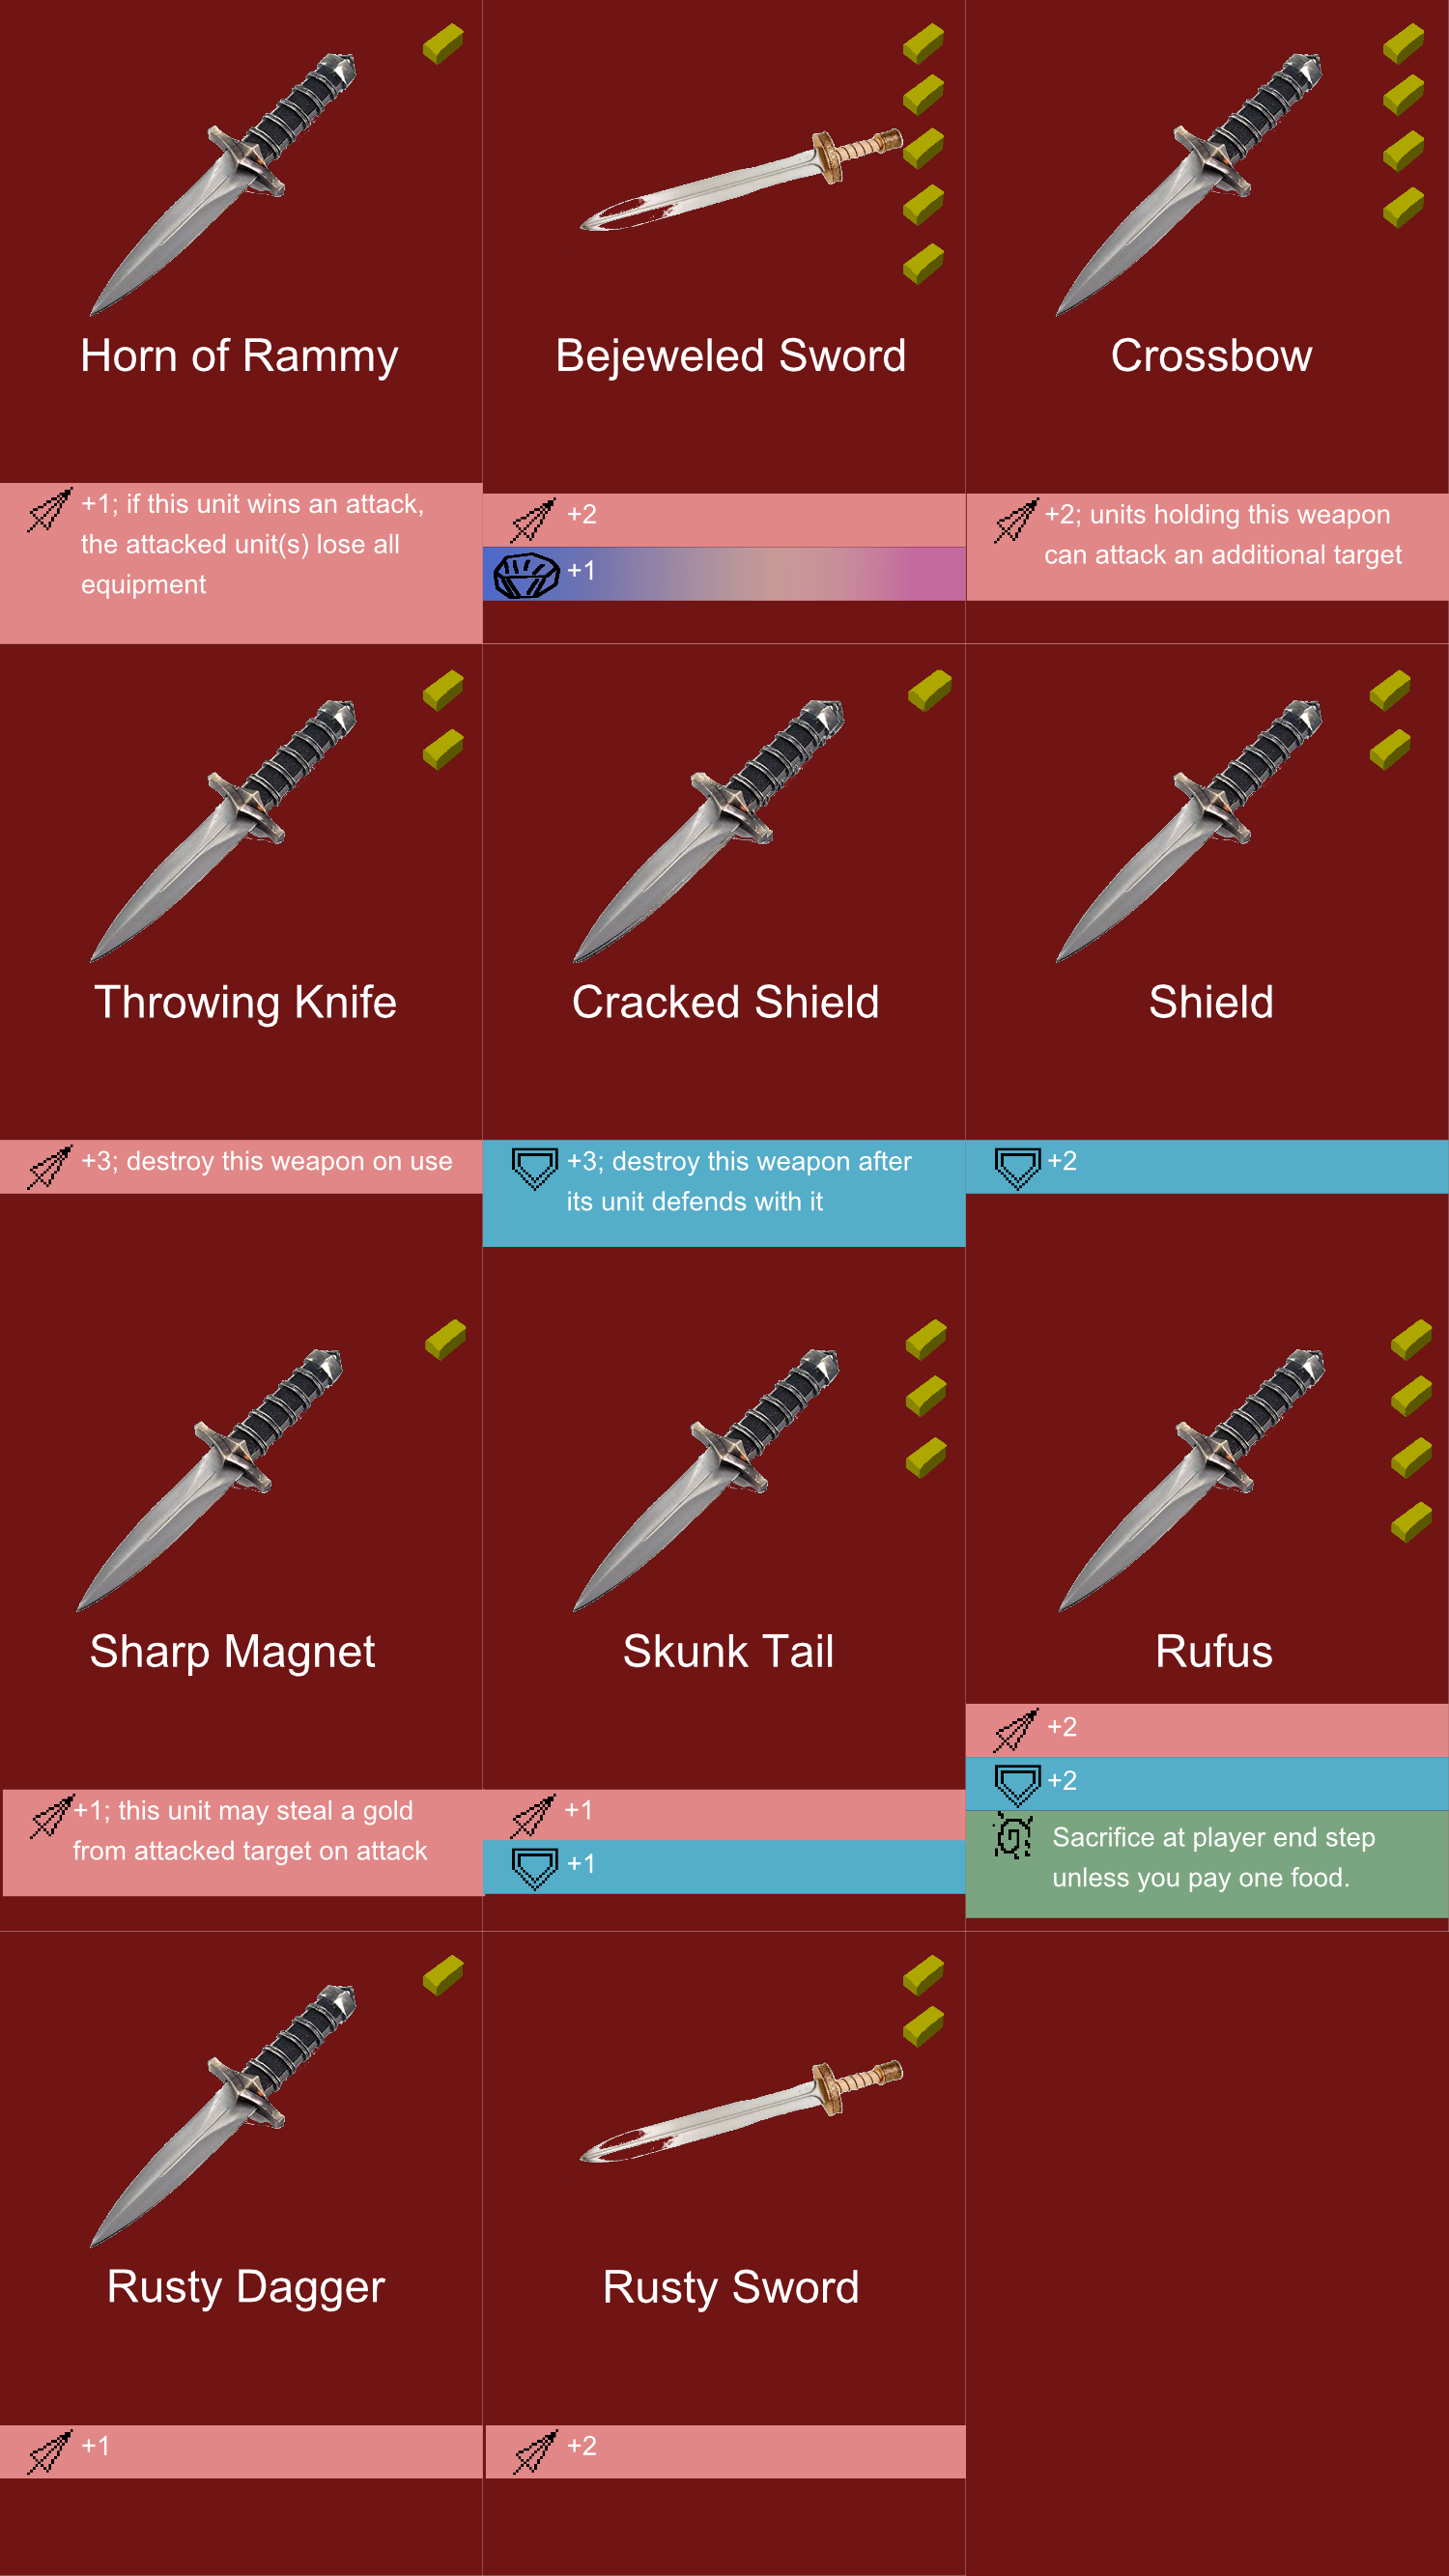 Horn of Rammy
+1; if this unit wins an attack,
the attacked unit(s) lose all
equipment
Bejeweled Sword
+2
+1
Crossbow
+2; units holding this weapon
can attack an additional target
Throwing Knife
+3; destroy this weapon on use
Cracked Shield
+3; destroy this weapon after
its unit defends with it
Shield
+2
Sharp Magnet
+1; this unit may steal a gold
from attacked target on attack
Skunk Tail
+1
+1
Rufus
+2
+2
Sacrifice at player end step
unless you pay one food.
Rusty Dagger
+1
Rusty Sword
+2